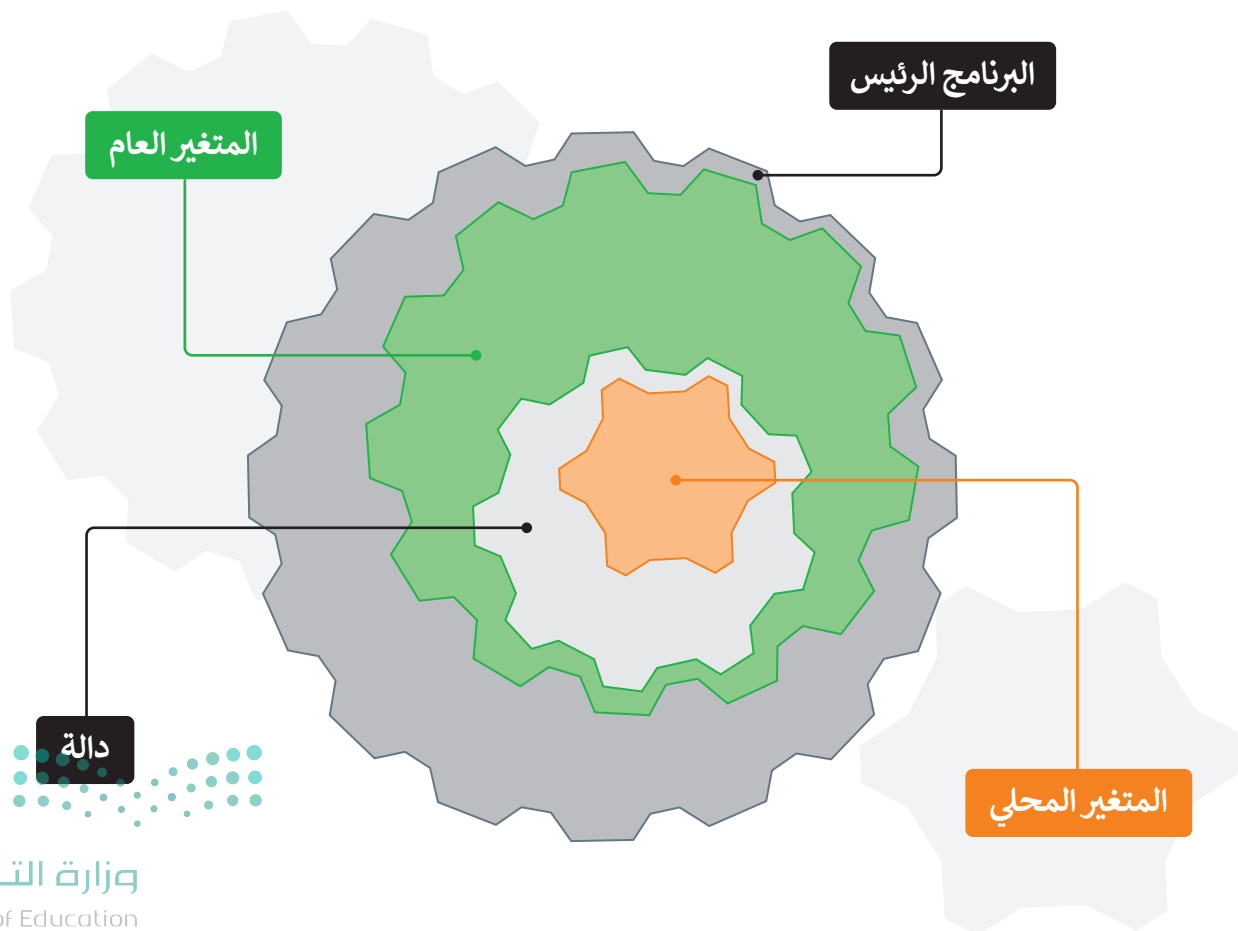 البرنامج الرئيس
المتغير العام
دالة
المتغير المحلي
وزارة التـ
of Education